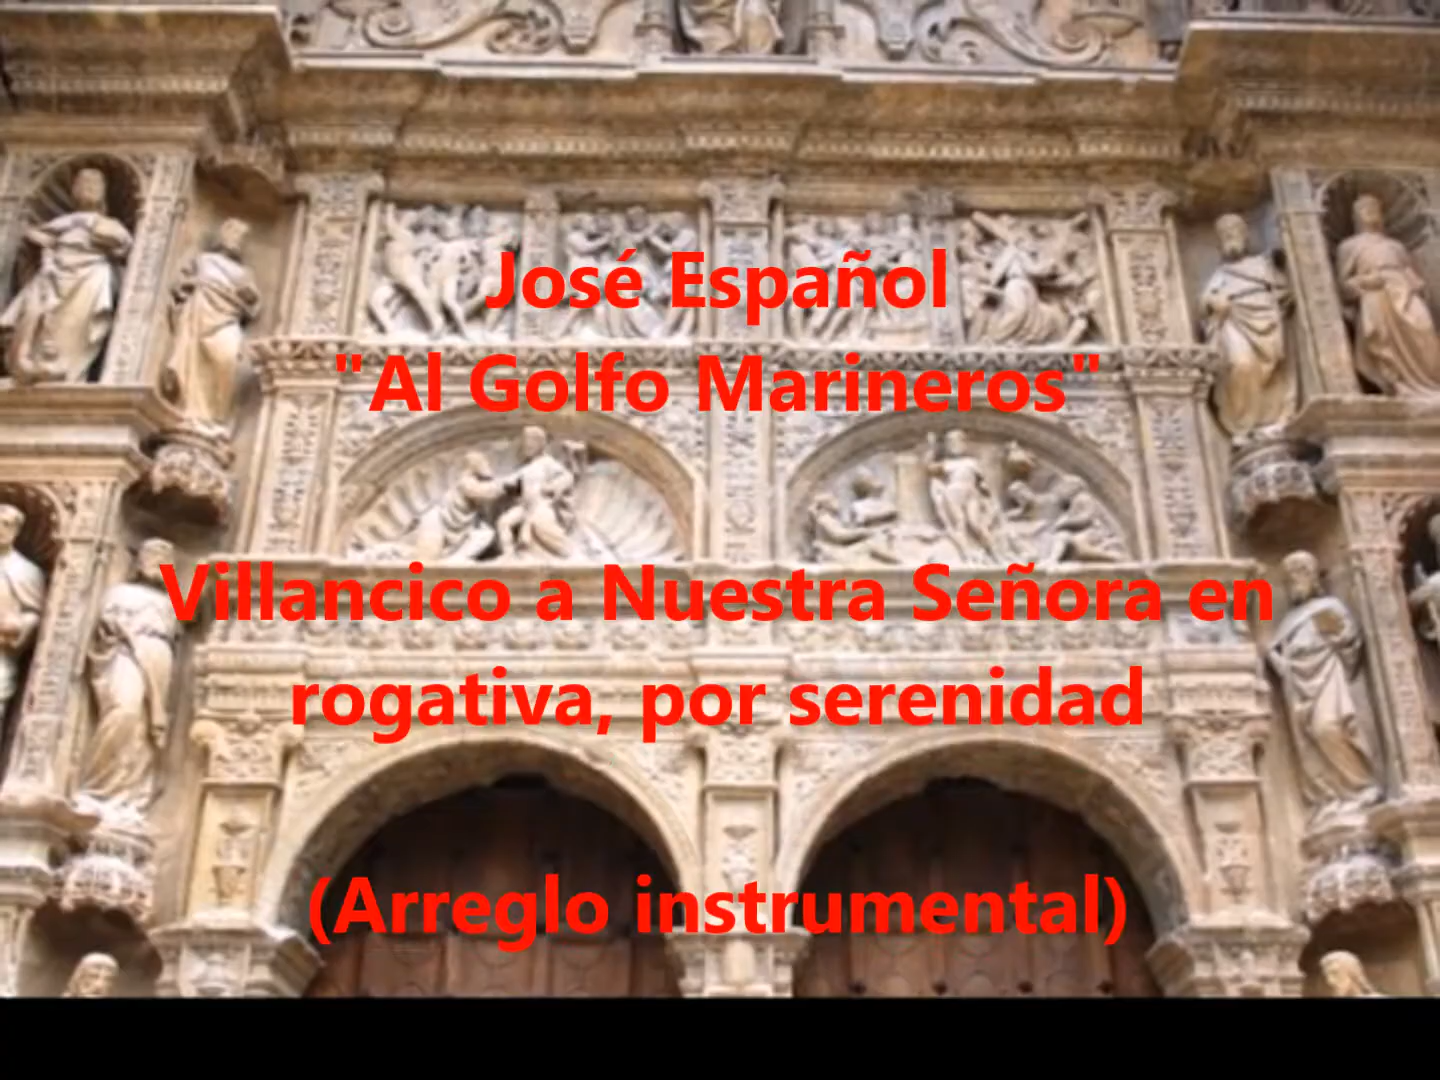 José Español
"Al Golfo Marineros"
Villancico a Nuestra Señora en
rogativa, por serenidad
(Arreglo instrumental)